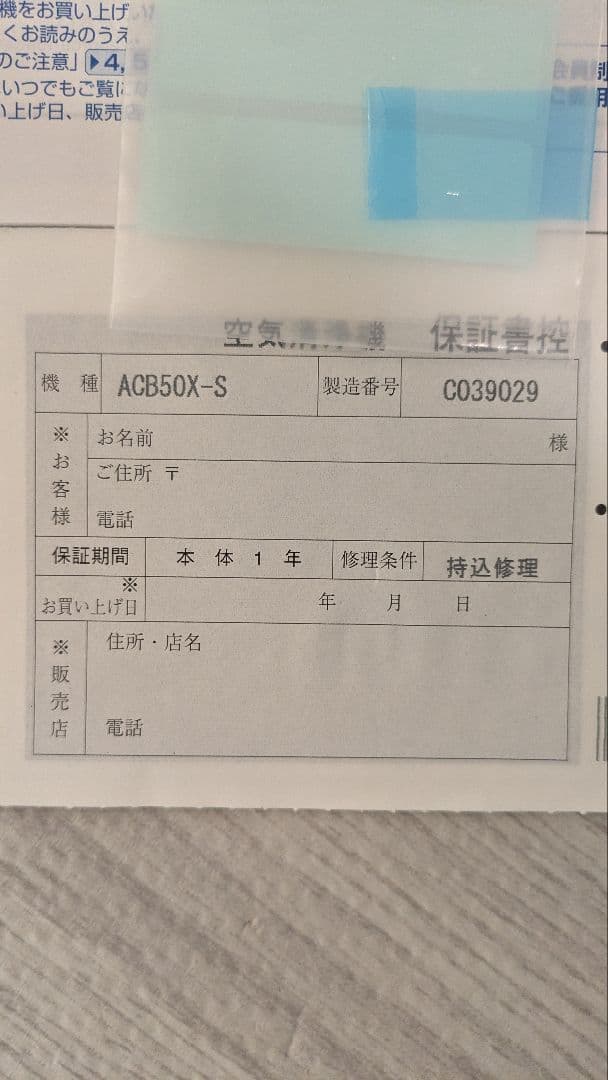 機をお買い上げ
くお読みのうえ
のご注意」▶4,5
いつでもご覧に
い上げ日、販売店
空気清浄機 保証書控
機種 ACB50X-S 製造番号 C039029
※お客様
お名前 様
ご住所 〒
電話
保証期間 本体1年 修理条件 持込修理
※お買い上げ日 年 月 日
※販売店
住所・店名
電話